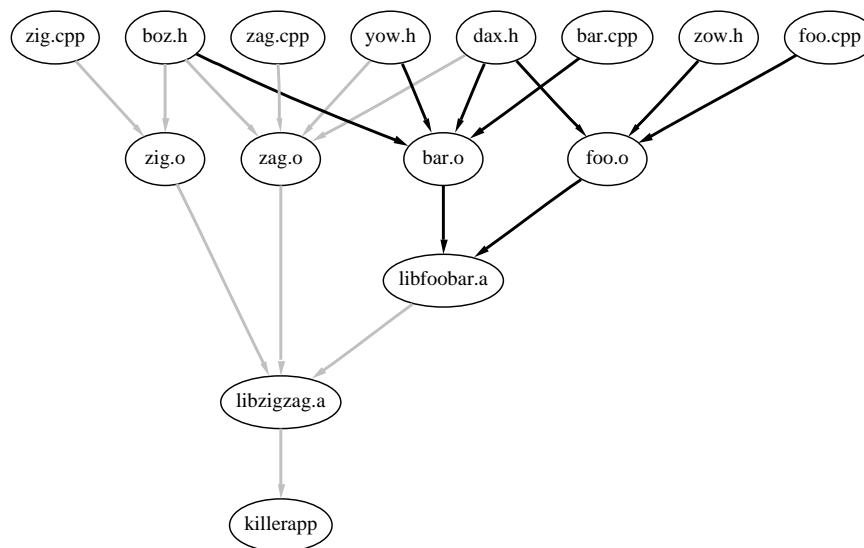 zig.cpp boz.h zag.cpp yow.h dax.h bar.cpp zow.h foo.cpp
zig.o zag.o bar.o foo.o
libfoobar.a
libzigzag.a
killerapp